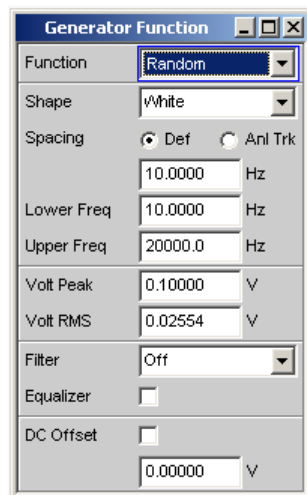 Generator Function
Function Random
Shape White
Spacing Def Anl Trk
10.0000 Hz
Lower Freq 10.0000 Hz
Upper Freq 20000.0 Hz
Volt Peak 0.10000 V
Volt RMS 0.02554 V
Filter Off
Equalizer
DC Offset
0.00000 V